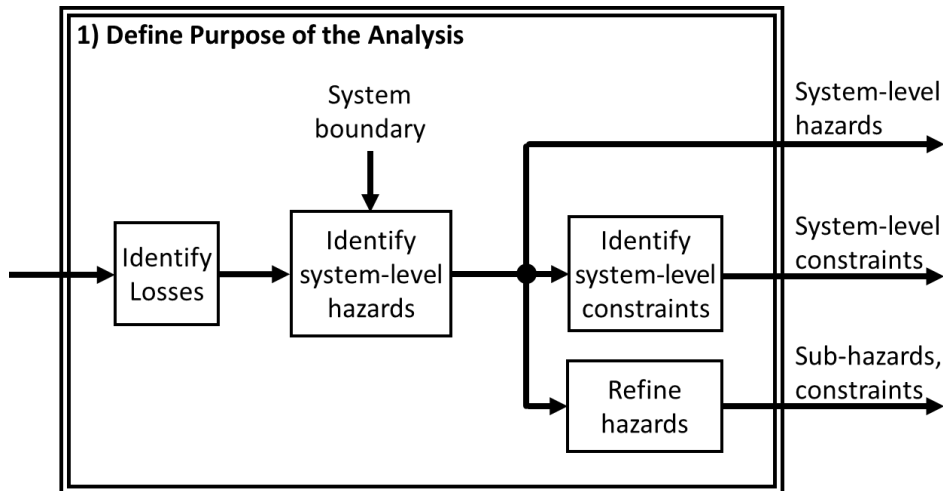 1) Define Purpose of the Analysis
System
boundary
System-level
hazards
Identify
Losses
Identify
system-level
hazards
Identify
system-level
constraints
System-level
constraints
Refine
hazards
Sub-hazards,
constraints